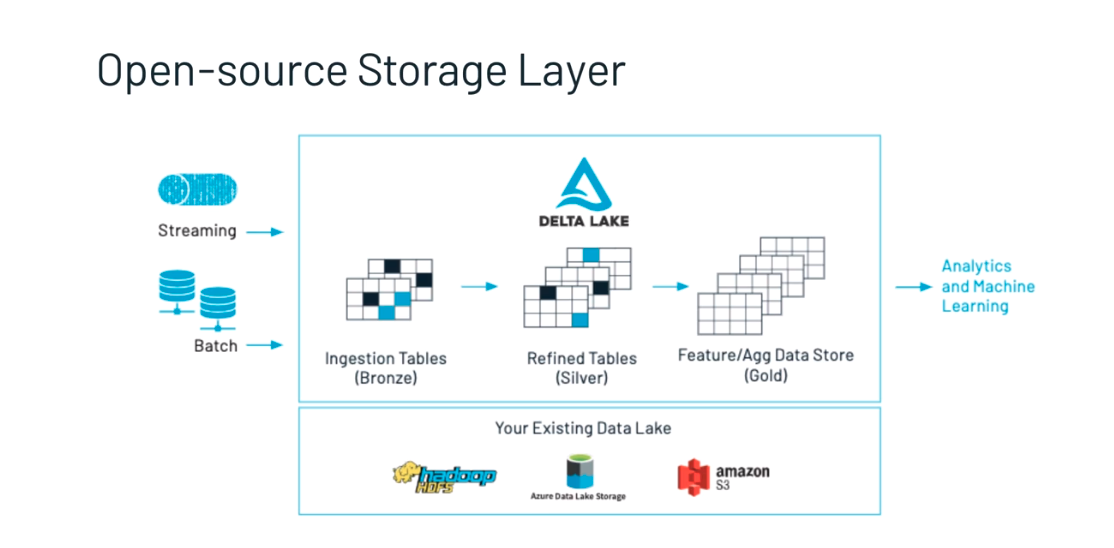 Open-source Storage Layer
DELTA LAKE
Streaming
Batch
Ingestion Tables
(Bronze)
Refined Tables
(Silver)
Feature/Agg Data Store
(Gold)
Analytics
and Machine
Learning
Your Existing Data Lake
hadoop
HDFS
Azure Data Lake Storage
amazon
S3